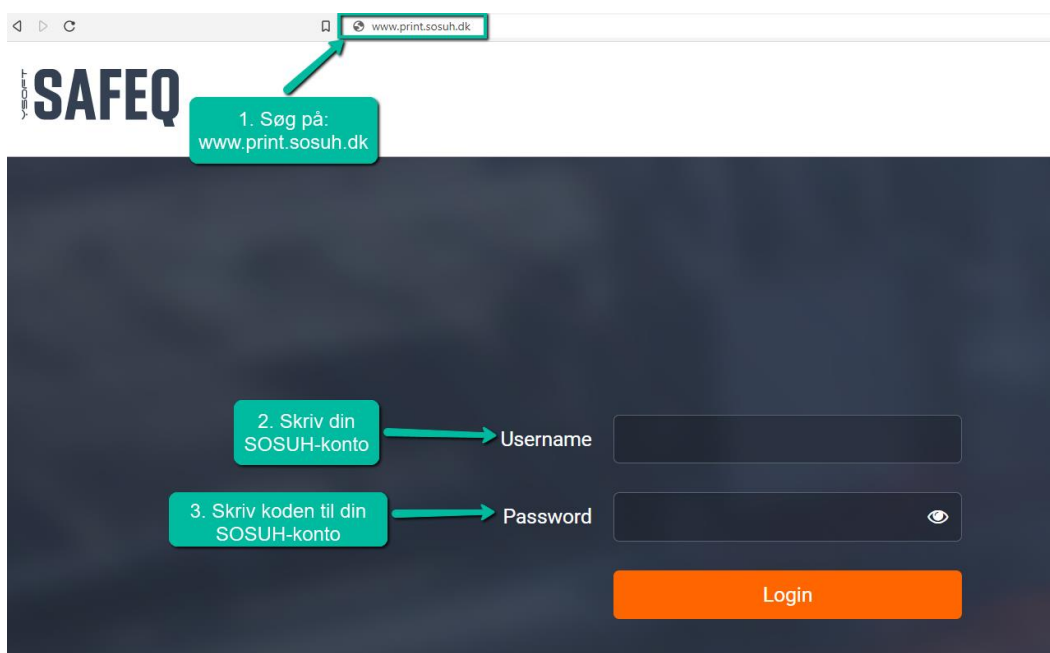 www.print.sosuh.dk
YSOFT
SAFEQ
1. Søg på:
www.print.sosuh.dk
2. Skriv din
SOSUH-konto
Username
3. Skriv koden til din
SOSUH-konto
Password
Login